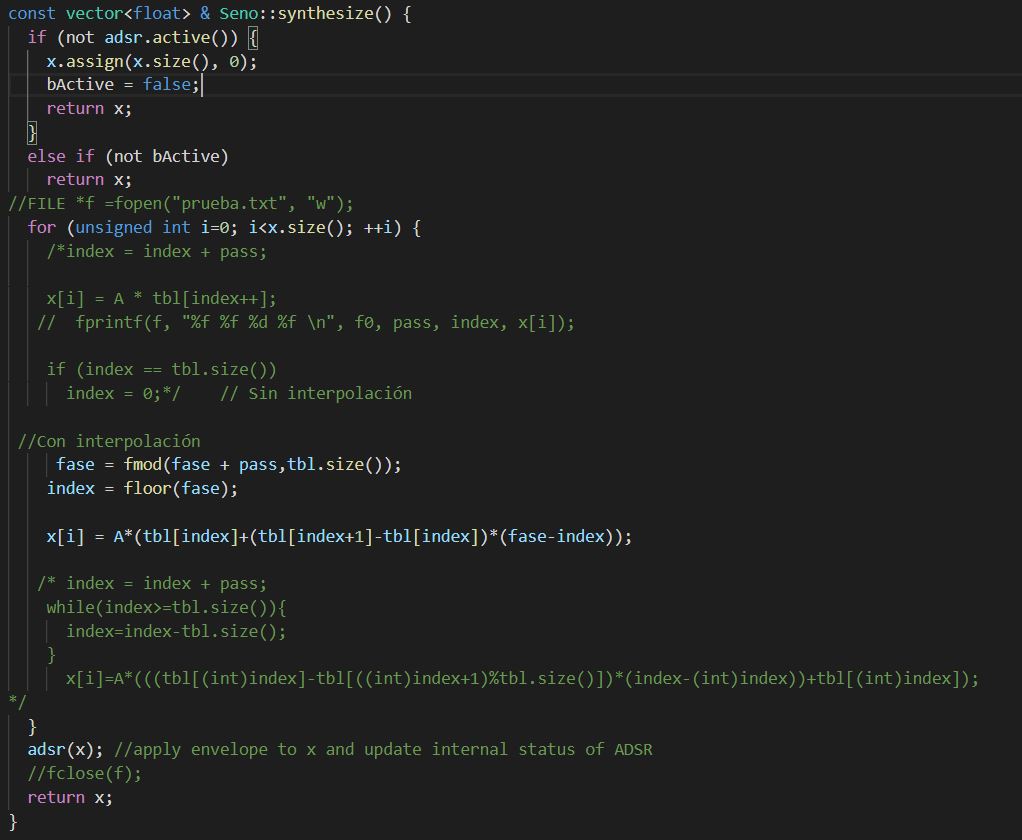 const vector<float> & Seno::synthesize() {
  if (not adsr.active()) {
    x.assign(x.size(), 0);
    bActive = false;
    return x;
  }
  else if (not bActive)
    return x;
//FILE *f =fopen("prueba.txt", "w");
  for (unsigned int i=0; i<x.size(); ++i) {
    /*index = index + pass;
    x[i] = A * tbl[index++];
   //  fprintf(f, "%f %f %d %f \n", f0, pass, index, x[i]);
    if (index == tbl.size())
      index = 0;*/    // Sin interpolación
 //Con interpolación
     fase = fmod(fase + pass,tbl.size());
    index = floor(fase);
    x[i] = A*(tbl[index]+(tbl[index+1]-tbl[index])*(fase-index));
   /* index = index + pass;
    while(index>=tbl.size()){
      index=index-tbl.size();
    }
      x[i]=A*(((tbl[(int)index]-tbl[((int)index+1)%tbl.size()])*(index-(int)index))+tbl[(int)index]);
*/
  }
  adsr(x); //apply envelope to x and update internal status of ADSR
  //fclose(f);
  return x;
}